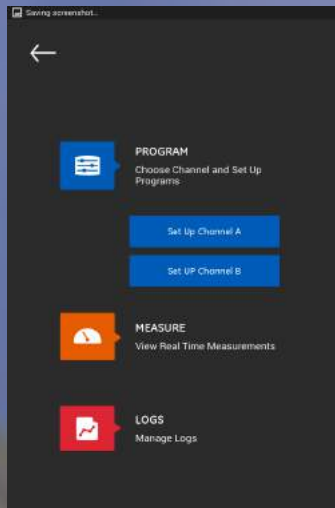 Saving screenshot...
PROGRAM
Choose Channel and Set Up
Programs
Set Up Channel A
Set UP Channel B
MEASURE
View Real Time Measurements
LOGS
Manage Logs